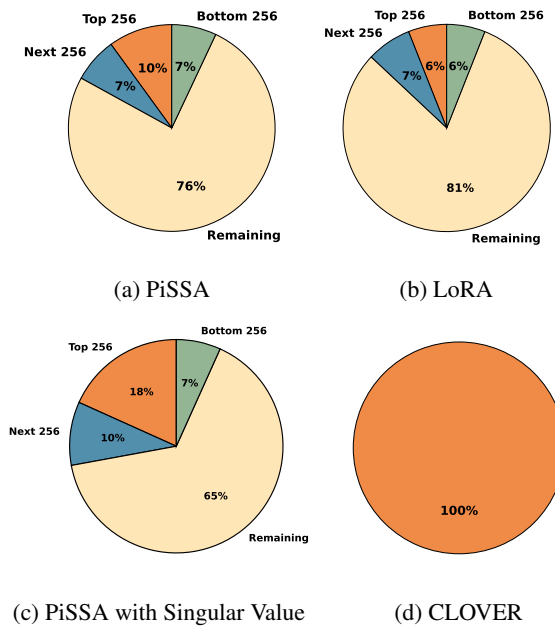 Top 256
Bottom 256
Next 256
10%
7%
7%
76%
Remaining
(a) PiSSA
Top 256
Bottom 256
Next 256
6%
6%
7%
81%
Remaining
(b) LoRA
Top 256
Bottom 256
Next 256
18%
7%
10%
65%
Remaining
(c) PiSSA with Singular Value
100%
(d) CLOVER